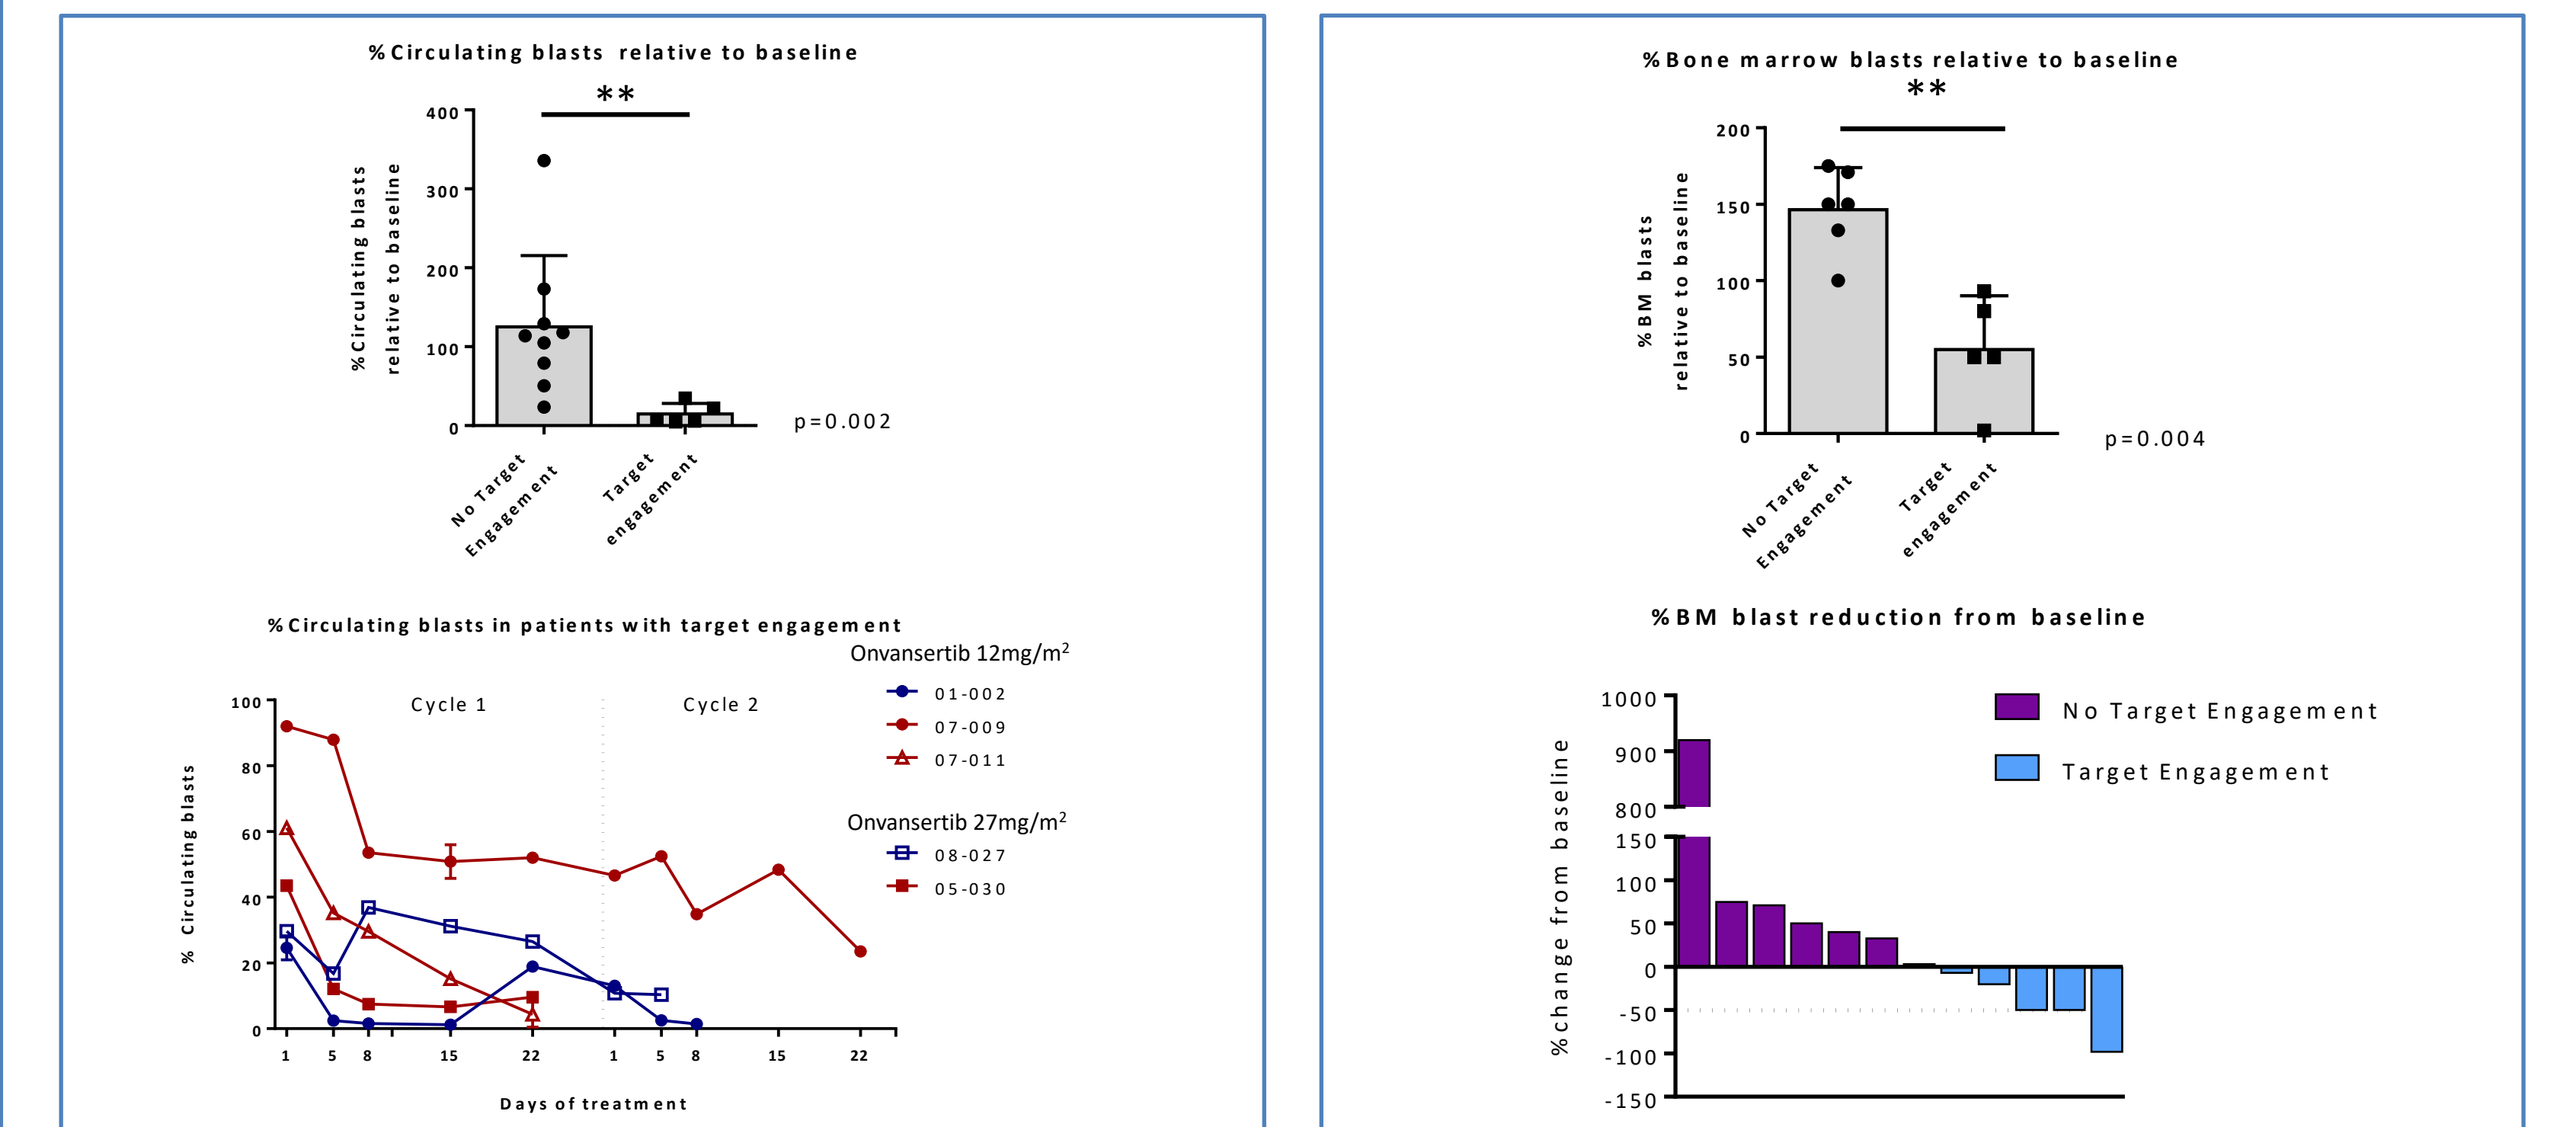 %Circulating blasts relative to baseline
**
%Circulating blasts
relative to baseline
400
300
200
100
0
No Target
Engagement
Target
engagement
p=0.002
%Circulating blasts in patients with target engagement
Onvansertib 12mg/m²
01-002
07-009
07-011
Onvansertib 27mg/m²
08-027
05-030
Cycle 1
Cycle 2
% Circulating blasts
100
80
60
40
20
0
1 5 8 15 22 1 5 8 15 22
Days of treatment
%Bone marrow blasts relative to baseline
**
%BM blasts
relative to baseline
200
150
100
50
0
No Target
Engagement
Target
engagement
p=0.004
%BM blast reduction from baseline
No Target Engagement
Target Engagement
%change from baseline
1000
900
800
150
100
50
0
-50
-100
-150